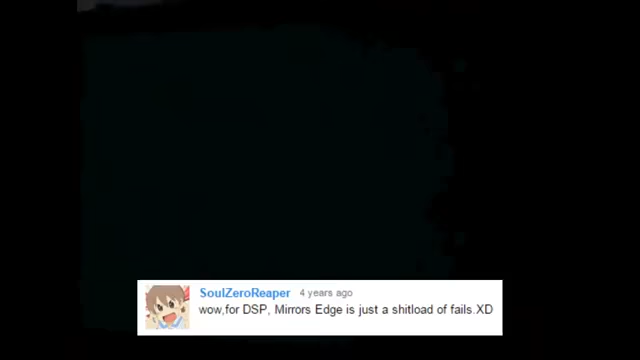 SoulZeroReaper 4 years ago
wow,for DSP, Mirrors Edge is just a shitload of fails.XD